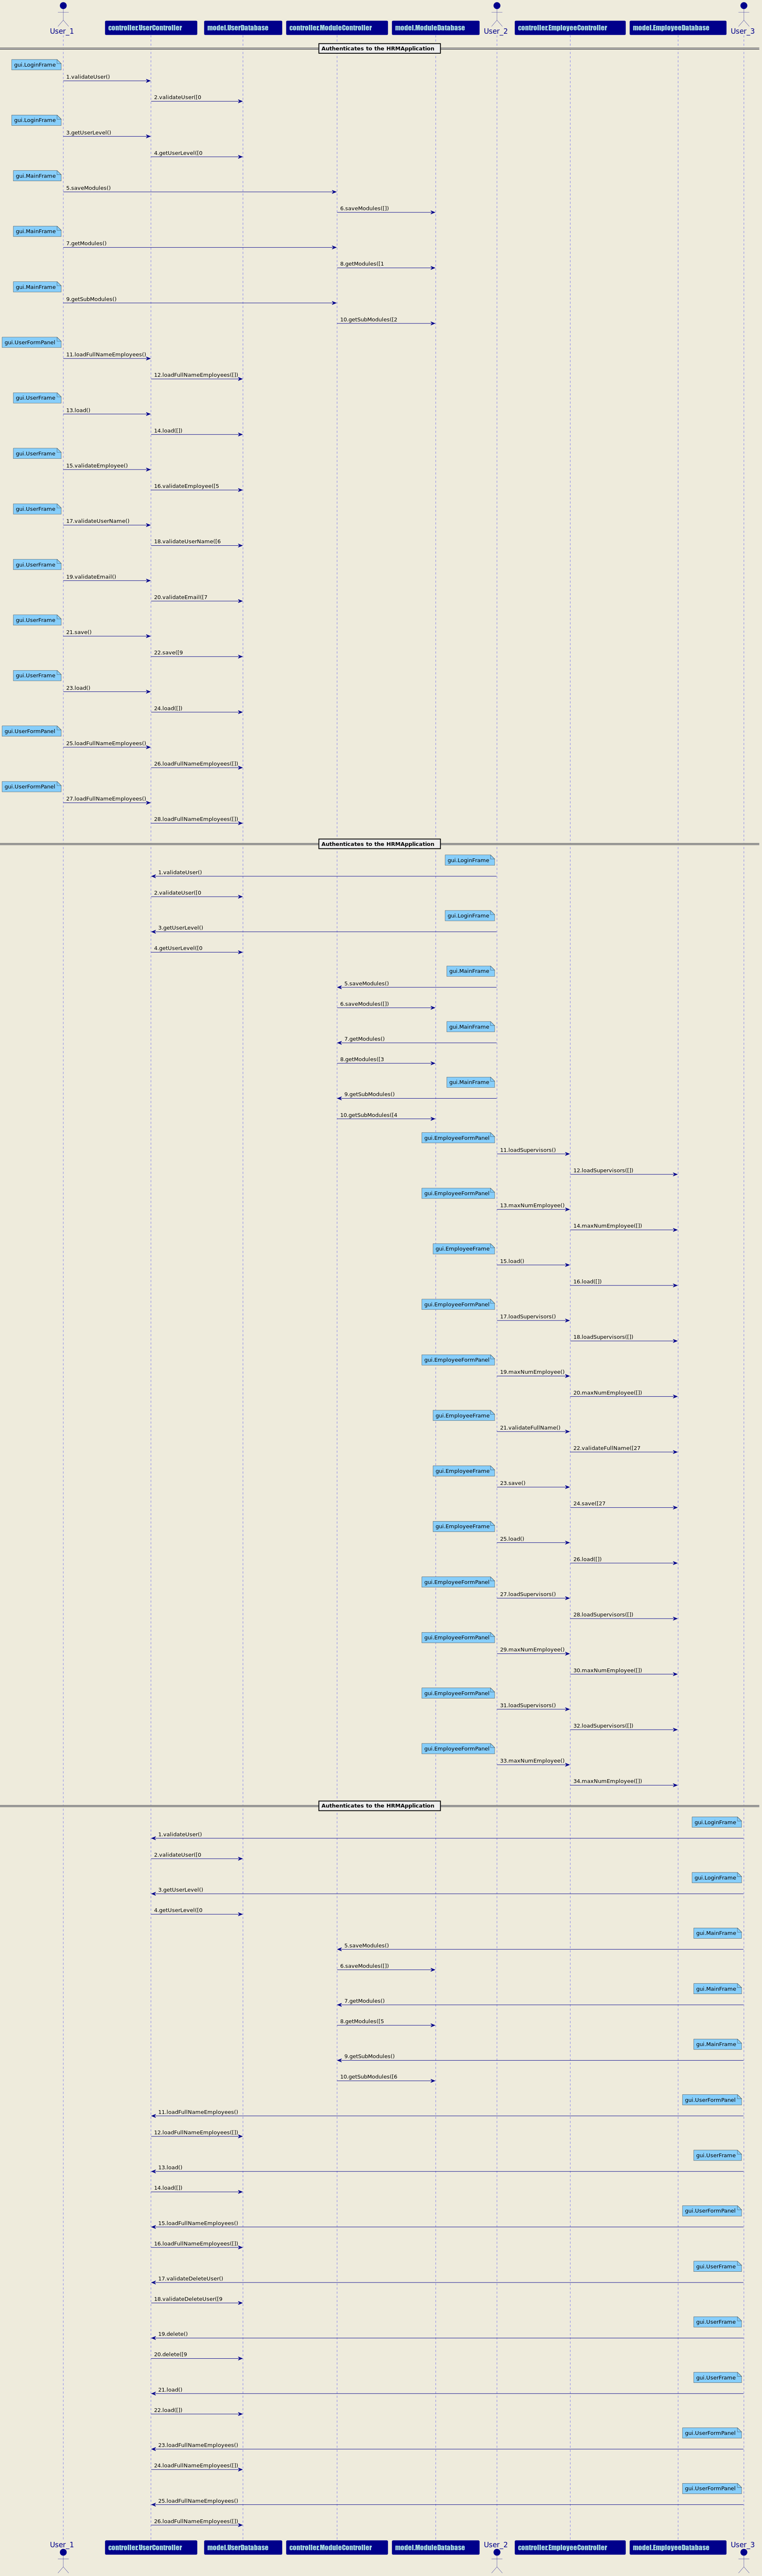 User_1
controller.UserController
model.UserDatabase
controller.ModuleController
model.ModuleDatabase
User_2
controller.EmployeeController
model.EmployeeDatabase
User_3
Authenticates to the HRMApplication
gui.LoginFrame
1.validateUser()
2.validateUser([0
gui.LoginFrame
3.getUserLevel()
4.getUserLevel([0
gui.MainFrame
5.saveModules()
6.saveModules([])
gui.MainFrame
7.getModules()
8.getModules([1
gui.MainFrame
9.getSubModules()
10.getSubModules([2
gui.UserFormPanel
11.loadFullNameEmployees()
12.loadFullNameEmployees([])
gui.UserFrame
13.load()
14.load([])
gui.UserFrame
15.validateEmployee()
16.validateEmployee([5
gui.UserFrame
17.validateUserName()
18.validateUserName([6
gui.UserFrame
19.validateEmail()
20.validateEmail([7
gui.UserFrame
21.save()
22.save([9
gui.UserFrame
23.load()
24.load([])
gui.UserFormPanel
25.loadFullNameEmployees()
26.loadFullNameEmployees([])
gui.UserFormPanel
27.loadFullNameEmployees()
28.loadFullNameEmployees([])
Authenticates to the HRMApplication
gui.LoginFrame
1.validateUser()
2.validateUser([0
gui.LoginFrame
3.getUserLevel()
4.getUserLevel([0
gui.MainFrame
5.saveModules()
6.saveModules([])
gui.MainFrame
7.getModules()
8.getModules([3
gui.MainFrame
9.getSubModules()
10.getSubModules([4
gui.EmployeeFormPanel
11.loadSupervisors()
12.loadSupervisors([])
gui.EmployeeFormPanel
13.maxNumEmployee()
14.maxNumEmployee([])
gui.EmployeeFrame
15.load()
16.load([])
gui.EmployeeFormPanel
17.loadSupervisors()
18.loadSupervisors([])
gui.EmployeeFormPanel
19.maxNumEmployee()
20.maxNumEmployee([])
gui.EmployeeFrame
21.validateFullName()
22.validateFullName([27
gui.EmployeeFrame
23.save()
24.save([27
gui.EmployeeFrame
25.load()
26.load([])
gui.EmployeeFormPanel
27.loadSupervisors()
28.loadSupervisors([])
gui.EmployeeFormPanel
29.maxNumEmployee()
30.maxNumEmployee([])
gui.EmployeeFormPanel
31.loadSupervisors()
32.loadSupervisors([])
gui.EmployeeFormPanel
33.maxNumEmployee()
34.maxNumEmployee([])
Authenticates to the HRMApplication
gui.LoginFrame
1.validateUser()
2.validateUser([0
gui.LoginFrame
3.getUserLevel()
4.getUserLevel([0
gui.MainFrame
5.saveModules()
6.saveModules([])
gui.MainFrame
7.getModules()
8.getModules([5
gui.MainFrame
9.getSubModules()
10.getSubModules([6
gui.UserFormPanel
11.loadFullNameEmployees()
12.loadFullNameEmployees([])
gui.UserFrame
13.load()
14.load([])
gui.UserFormPanel
15.loadFullNameEmployees()
16.loadFullNameEmployees([])
gui.UserFrame
17.validateDeleteUser()
18.validateDeleteUser([9
gui.UserFrame
19.delete()
20.delete([9
gui.UserFrame
21.load()
22.load([])
gui.UserFormPanel
23.loadFullNameEmployees()
24.loadFullNameEmployees([])
gui.UserFormPanel
25.loadFullNameEmployees()
26.loadFullNameEmployees([])
User_1
controller.UserController
model.UserDatabase
controller.ModuleController
model.ModuleDatabase
User_2
controller.EmployeeController
model.EmployeeDatabase
User_3